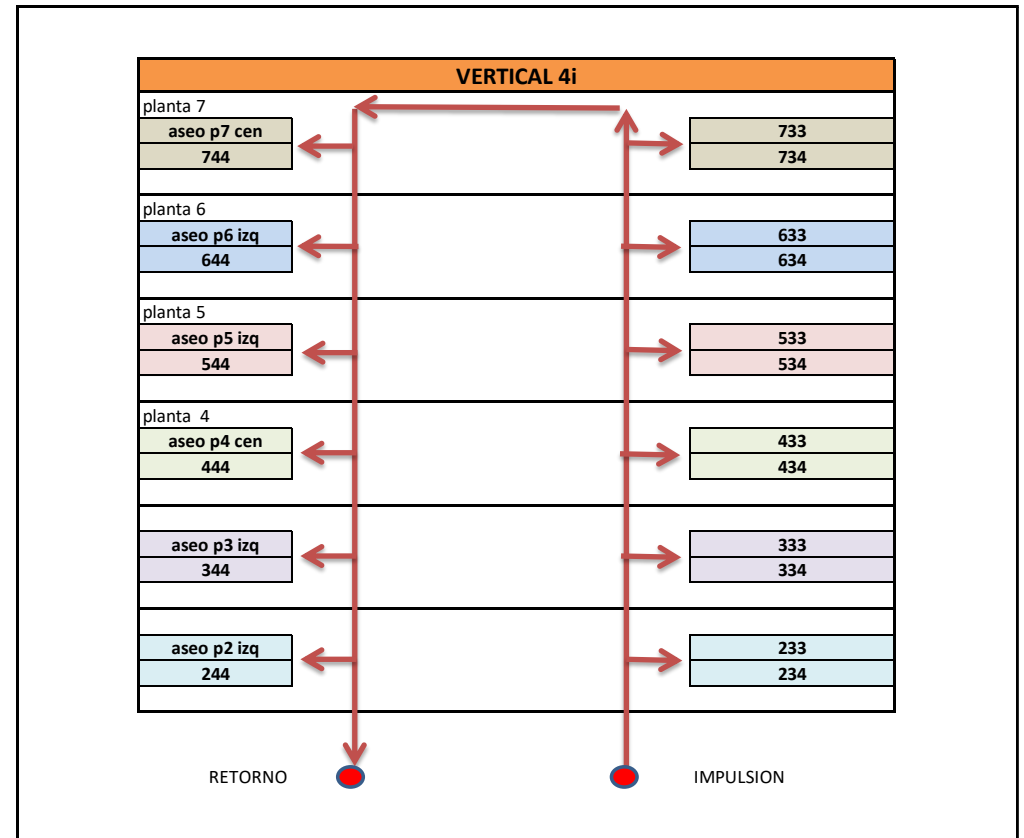 VERTICAL 4i
planta 7
aseo p7 cen 733
744 734
planta 6
aseo p6 izq 633
644 634
planta 5
aseo p5 izq 533
544 534
planta 4
aseo p4 cen 433
444 434
aseo p3 izq 333
344 334
aseo p2 izq 233
244 234
RETORNO IMPULSION